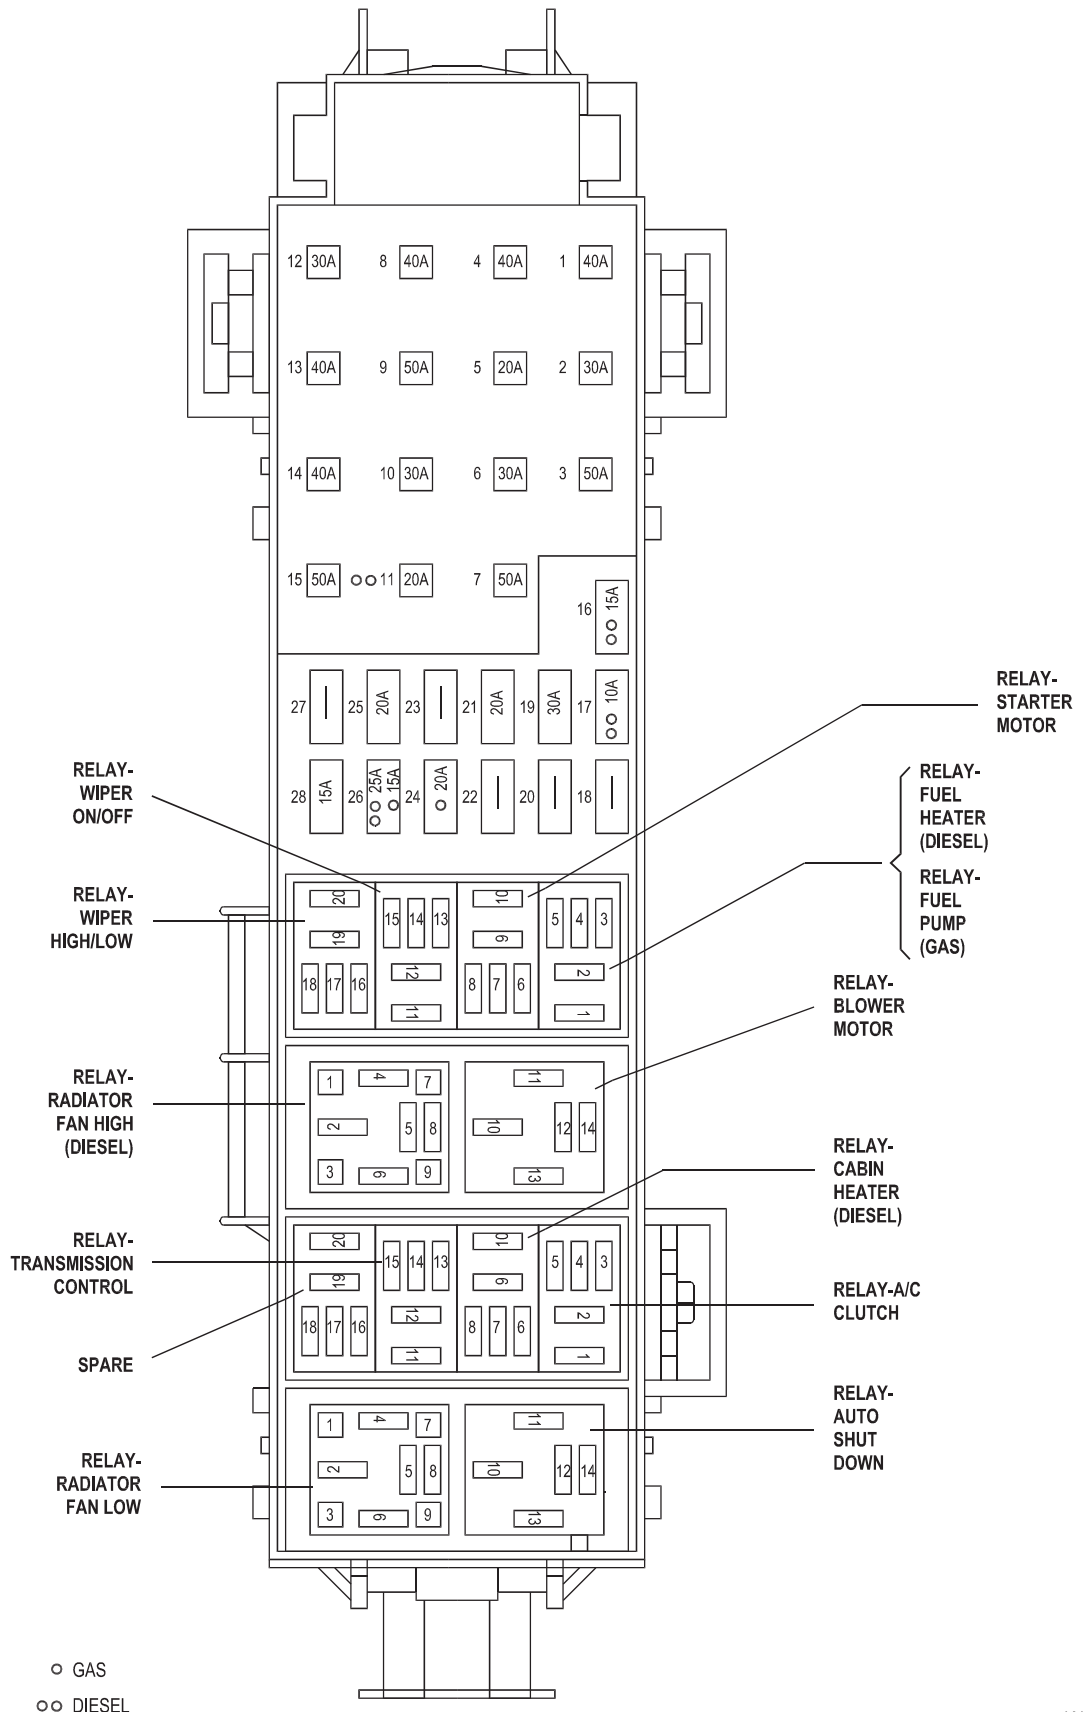 12 30A 8 40A 4 40A 1 40A
13 40A 9 50A 5 20A 2 30A
14 40A 10 30A 6 30A 3 50A
15 50A 11 20A 7 50A
16 15A
27 25 20A 23 21 20A 19 30A 17 10A
28 15A 26 25A 15A 24 20A 22 20 18
RELAY-
STARTER
MOTOR
RELAY-
WIPER
ON/OFF
RELAY-
FUEL
HEATER
(DIESEL)
RELAY-
FUEL
PUMP
(GAS)
RELAY-
WIPER
HIGH/LOW
20 15 14 13 10 5 4 3
19 9
18 17 16 12 8 7 6 2
11 1
RELAY-
BLOWER
MOTOR
RELAY-
RADIATOR
FAN HIGH
(DIESEL)
1 4 7 11
2 5 8 10 12 14
3 6 9 13
RELAY-
CABIN
HEATER
(DIESEL)
RELAY-
TRANSMISSION
CONTROL
20 15 14 13 10 5 4 3
19 9
18 17 16 12 8 7 6 2
11 1
RELAY-A/C
CLUTCH
SPARE
RELAY-
AUTO
SHUT
DOWN
RELAY-
RADIATOR
FAN LOW
1 4 7 11
2 5 8 10 12 14
3 6 9 13
GAS
DIESEL